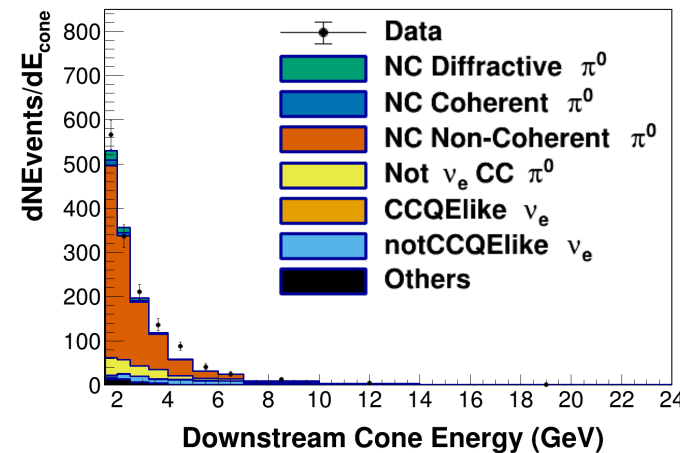 dNEvents/dE_cone
800
700
600
500
400
300
200
100
0
Data
NC Diffractive π⁰
NC Coherent π⁰
NC Non-Coherent π⁰
Not νₑ CC π⁰
CCQElike νₑ
notCCQElike νₑ
Others
2 4 6 8 10 12 14 16 18 20 22 24
Downstream Cone Energy (GeV)